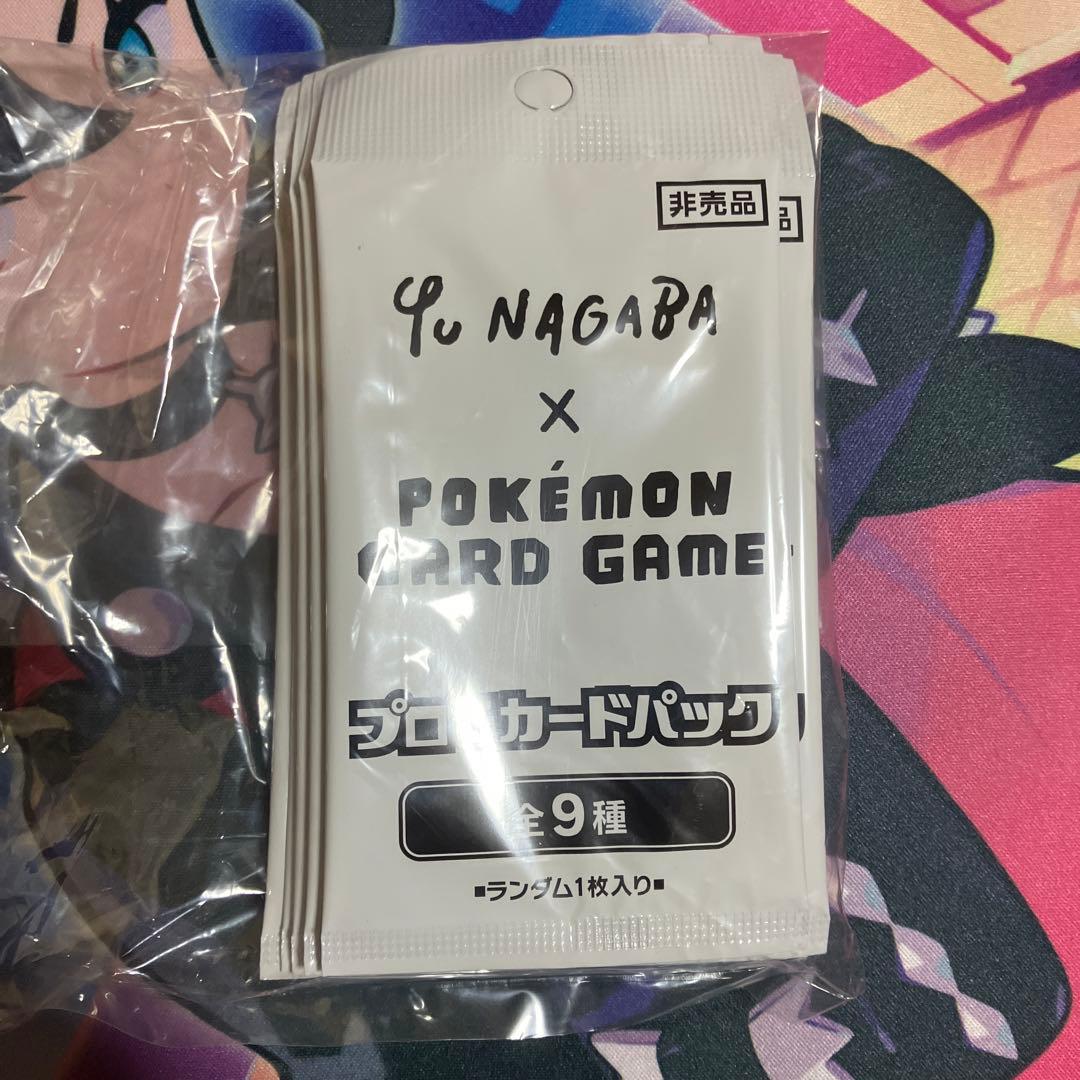 非売品
品
Yu NAGABA
×
POKÉMON
CARD GAME
プロモカードパック
全9種
■ランダム1枚入り■